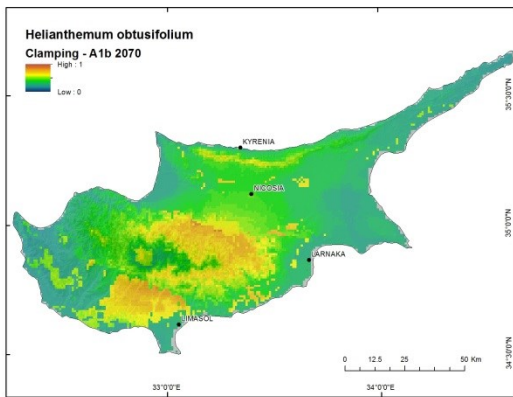 Helianthemum obtusifolium
Clamping - A1b 2070
High : 1
Low : 0
35°30'0"N
KYRENIA
NICOSIA
35°0'0"N
LARNAKA
LIMASOL
0 12.5 25 50 Km
34°30'0"N
33°0'0"E 34°0'0"E